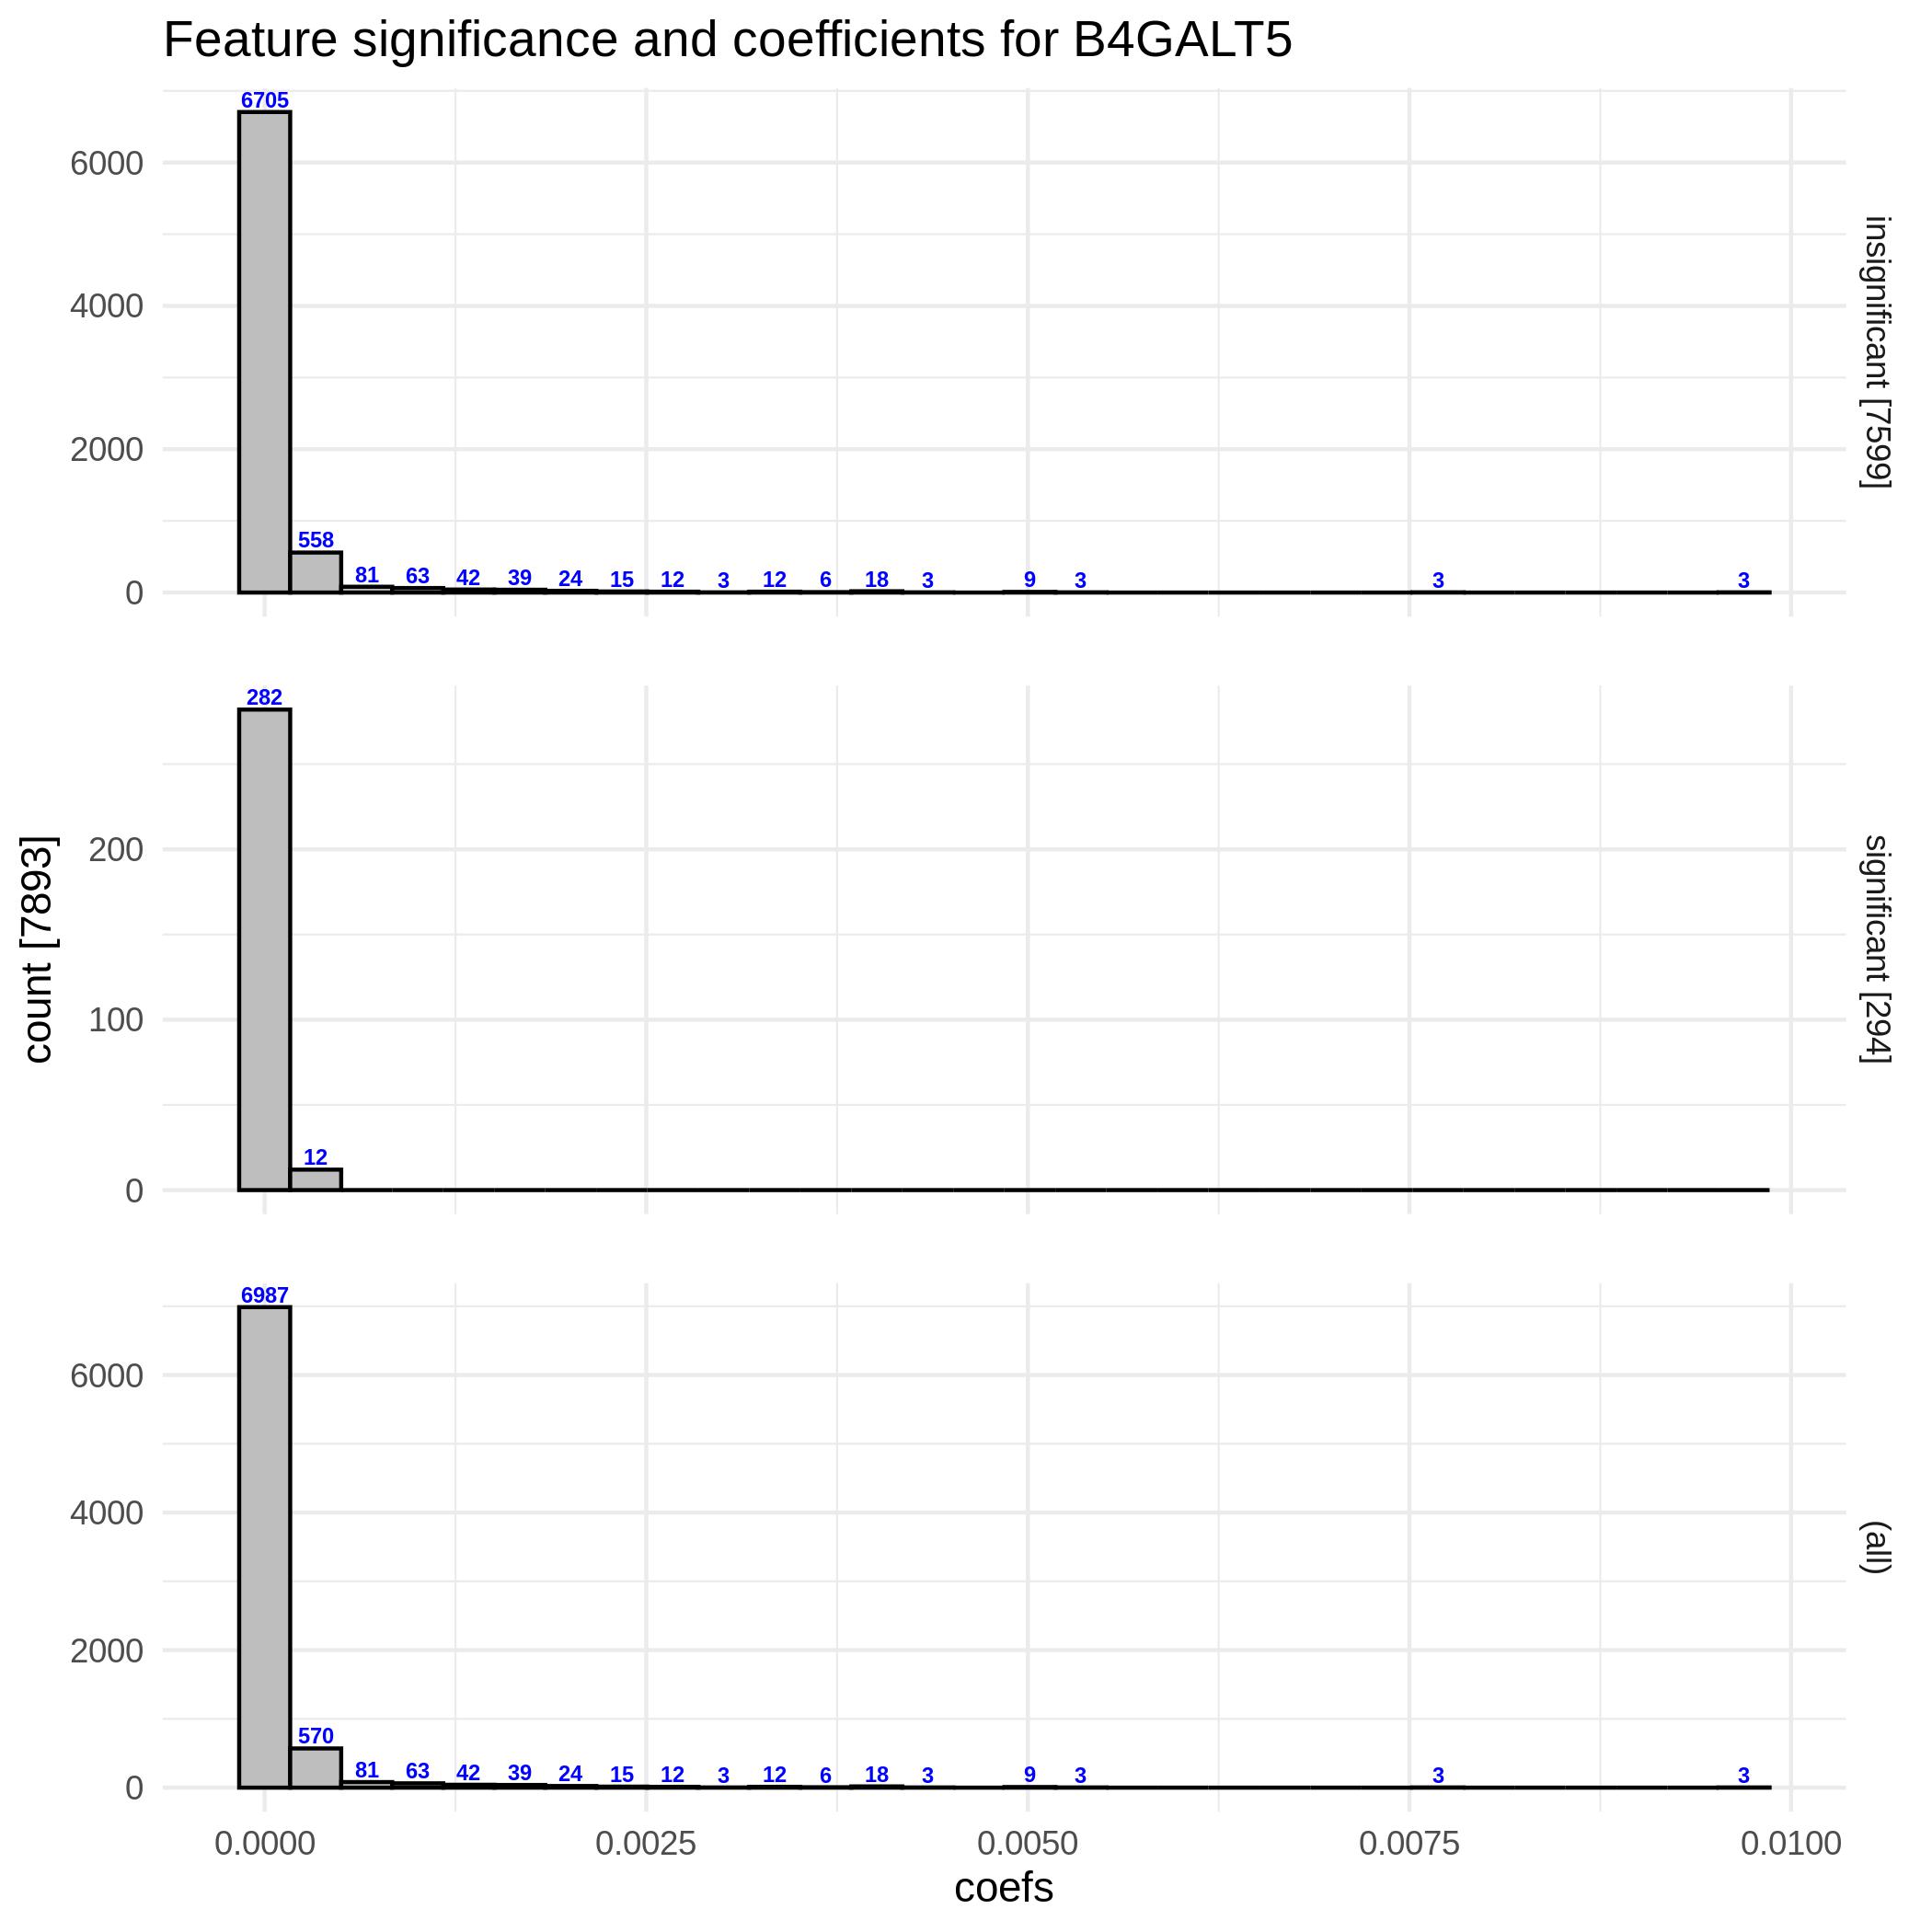 Feature significance and coefficients for B4GALT5
6705
6000
4000
2000
558
81 63 42 39 24 15 12 3 12 6 18 3 9 3 3 3
0
insignificant [7599]
282
200
100
12
0
significant [294]
count [7893]
6987
6000
4000
2000
570
81 63 42 39 24 15 12 3 12 6 18 3 9 3 3 3
0
(all)
0.0000 0.0025 0.0050 0.0075 0.0100
coefs